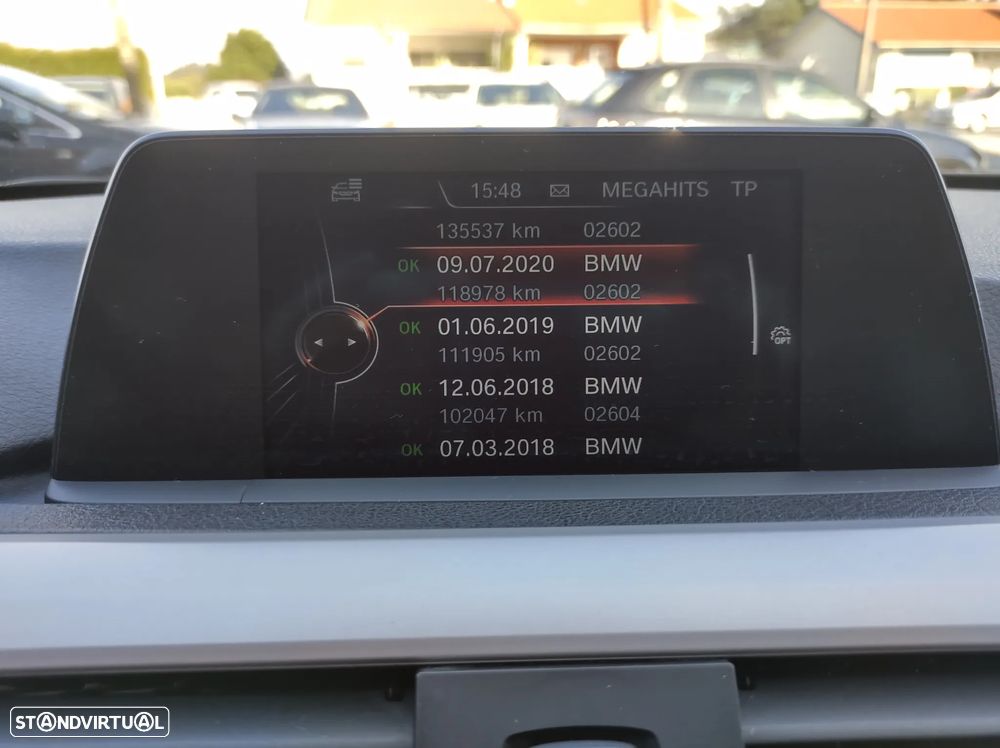 15:48 MEGAHITS TP
135537 km 02602
OK 09.07.2020 BMW
118978 km 02602
OK 01.06.2019 BMW
111905 km 02602
OK 12.06.2018 BMW
102047 km 02604
OK 07.03.2018 BMW
OPT
STANDVIRTUAL